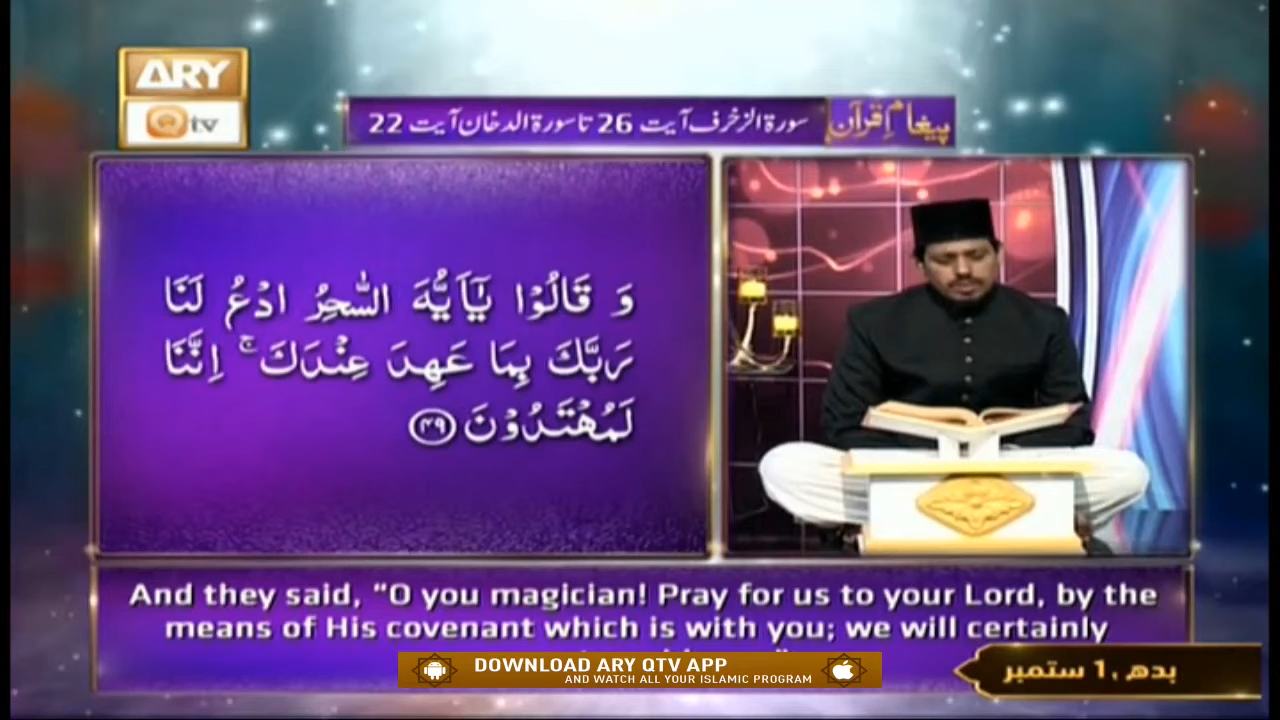 ARY
Qtv
پیغام قرآن
سورۃ الزخرف آیت 26 تا سورۃ الدخان آیت 22
وَ قَالُوْا یٰۤاَیُّهَ السّٰحِرُ ادْعُ لَنَا
رَبَّكَ بِمَا عَهِدَ عِنْدَكَ ۚ اِنَّنَا
لَمُهْتَدُوْنَ ﴿۴۹﴾
And they said, “O you magician! Pray for us to your Lord, by the
means of His covenant which is with you; we will certainly
DOWNLOAD ARY QTV APP
AND WATCH ALL YOUR ISLAMIC PROGRAM
بدھ ، 1 ستمبر